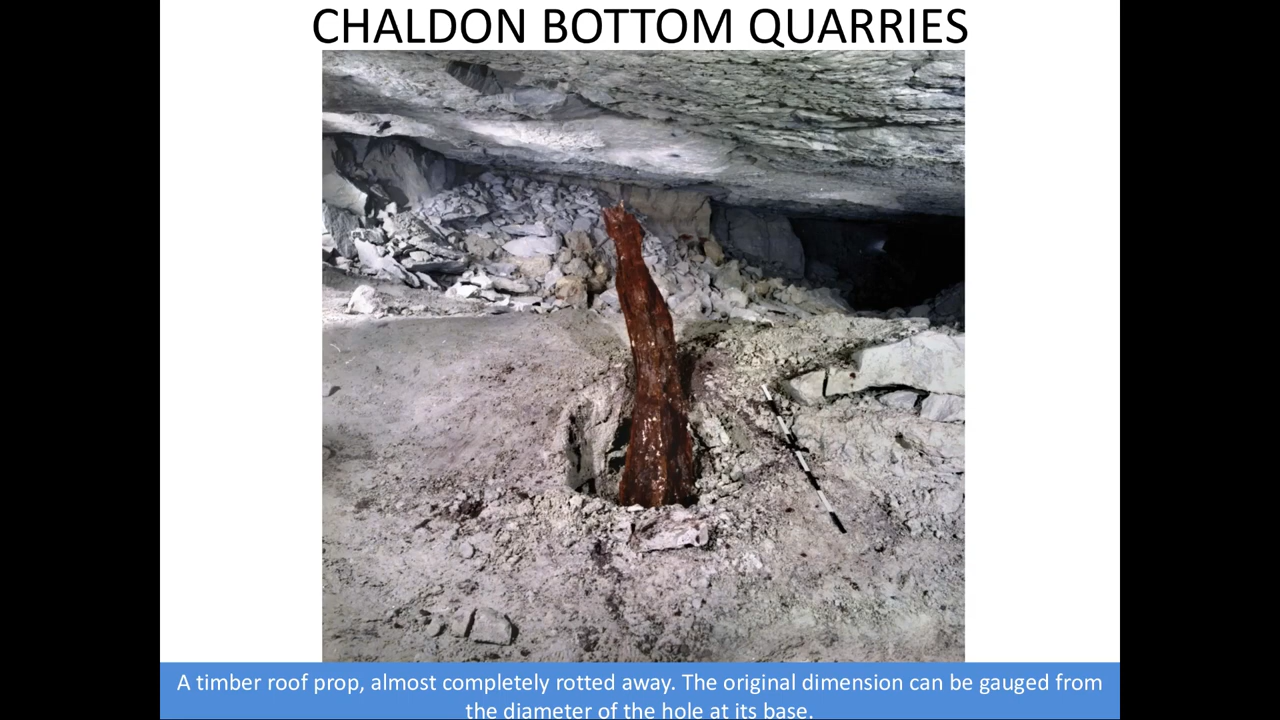 CHALDON BOTTOM QUARRIES
A timber roof prop, almost completely rotted away. The original dimension can be gauged from
the diameter of the hole at its base.